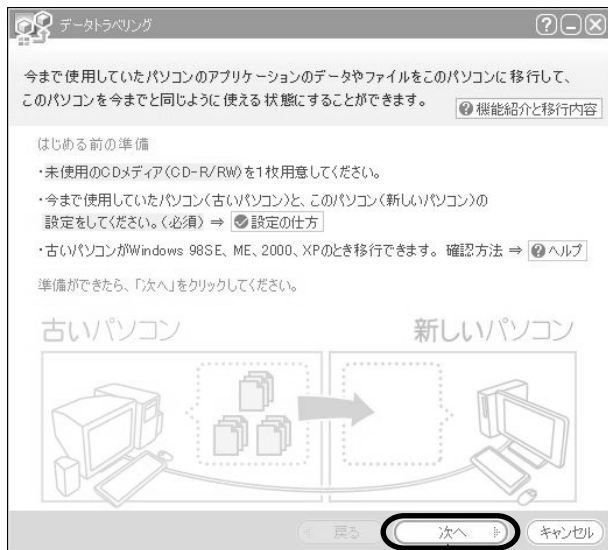 データトラベリング
今まで使用していたパソコンのアプリケーションのデータやファイルをこのパソコンに移行して、
このパソコンを今までと同じように使える状態にすることができます。
機能紹介と移行内容
はじめる前の準備
・未使用のCDメディア(CD-R/RW)を1枚用意してください。
・今まで使用していたパソコン(古いパソコン)と、このパソコン(新しいパソコン)の
設定をしてください。(必須) ⇒ 設定の仕方
・古いパソコンがWindows 98SE、ME、2000、XPのとき移行できます。 確認方法 ⇒ ヘルプ
準備ができたら、「次へ」をクリックしてください。
古いパソコン 新しいパソコン
戻る 次へ キャンセル